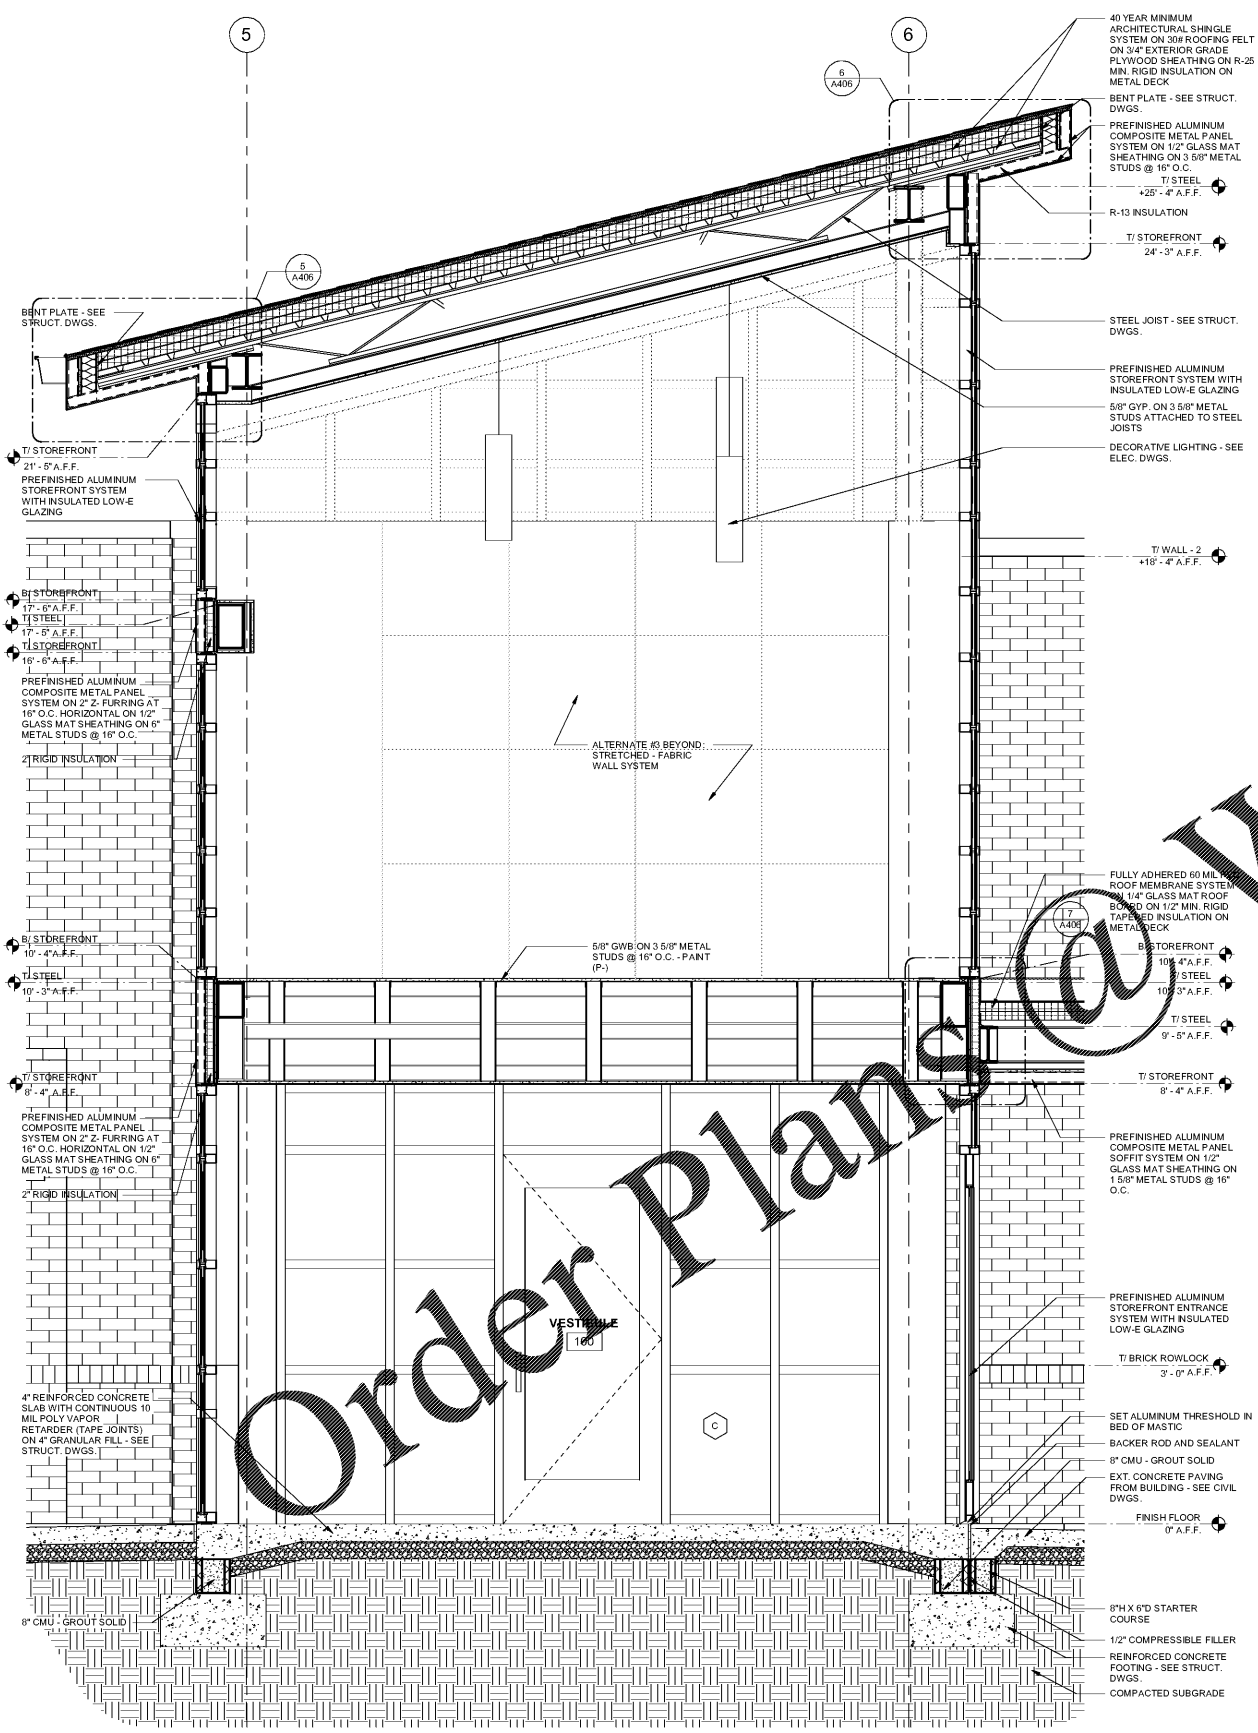 5
6
6
A406
40 YEAR MINIMUM
ARCHITECTURAL SHINGLE
SYSTEM ON 30# ROOFING FELT
ON 3/4" EXTERIOR GRADE
PLYWOOD SHEATHING ON R-25
MIN. RIGID INSULATION ON
METAL DECK
BENT PLATE - SEE STRUCT.
DWGS.
PREFINISHED ALUMINUM
COMPOSITE METAL PANEL
SYSTEM ON 1/2" GLASS MAT
SHEATHING ON 3 5/8" METAL
STUDS @ 16" O.C.
T/ STEEL
+25' - 4" A.F.F.
R-13 INSULATION
T/ STOREFRONT
24' - 3" A.F.F.
5
A406
BENT PLATE - SEE
STRUCT. DWGS.
STEEL JOIST - SEE STRUCT.
DWGS.
PREFINISHED ALUMINUM
STOREFRONT SYSTEM WITH
INSULATED LOW-E GLAZING
5/8" GYP. ON 3 5/8" METAL
STUDS ATTACHED TO STEEL
JOISTS
DECORATIVE LIGHTING - SEE
ELEC. DWGS.
T/ STOREFRONT
21' - 5" A.F.F.
PREFINISHED ALUMINUM
STOREFRONT SYSTEM
WITH INSULATED LOW-E
GLAZING
T/ WALL - 2
+18' - 4" A.F.F.
B/ STOREFRONT
17' - 6" A.F.F.
T/ STEEL
17' - 5" A.F.F.
T/ STOREFRONT
16' - 6" A.F.F.
PREFINISHED ALUMINUM
COMPOSITE METAL PANEL
SYSTEM ON 2" Z- FURRING AT
16" O.C. HORIZONTAL ON 1/2"
GLASS MAT SHEATHING ON 6"
METAL STUDS @ 16" O.C.
2" RIGID INSULATION
ALTERNATE #3 BEYOND:
STRETCHED - FABRIC
WALL SYSTEM
FULLY ADHERED 60 MIL
ROOF MEMBRANE SYSTEM
ON 1/4" GLASS MAT ROOF
BOARD ON 1/2" MIN. RIGID
TAPERED INSULATION ON
METAL DECK
7
A406
B/ STOREFRONT
10' - 4" A.F.F.
T/ STEEL
10' - 3" A.F.F.
5/8" GWB ON 3 5/8" METAL
STUDS @ 16" O.C. - PAINT
(P-)
B/ STOREFRONT
10' - 4" A.F.F.
T/ STEEL
10' - 3" A.F.F.
T/ STEEL
9' - 5" A.F.F.
T/ STOREFRONT
8' - 4" A.F.F.
T/ STOREFRONT
8' - 4" A.F.F.
PREFINISHED ALUMINUM
COMPOSITE METAL PANEL
SYSTEM ON 2" Z- FURRING AT
16" O.C. HORIZONTAL ON 1/2"
GLASS MAT SHEATHING ON 6"
METAL STUDS @ 16" O.C.
2" RIGID INSULATION
PREFINISHED ALUMINUM
COMPOSITE METAL PANEL
SOFFIT SYSTEM ON 1/2"
GLASS MAT SHEATHING ON
1 5/8" METAL STUDS @ 16"
O.C.
Order Plans @ W
VESTIBULE
100
C
PREFINISHED ALUMINUM
STOREFRONT ENTRANCE
SYSTEM WITH INSULATED
LOW-E GLAZING
T/ BRICK ROWLOCK
3' - 0" A.F.F.
4" REINFORCED CONCRETE
SLAB WITH CONTINUOUS 10
MIL POLY VAPOR
RETARDER (TAPE JOINTS)
ON 4" GRANULAR FILL - SEE
STRUCT. DWGS.
SET ALUMINUM THRESHOLD IN
BED OF MASTIC
BACKER ROD AND SEALANT
8" CMU - GROUT SOLID
EXT. CONCRETE PAVING
FROM BUILDING - SEE CIVIL
DWGS.
FINISH FLOOR
0" A.F.F.
8" CMU - GROUT SOLID
8"H X 6"D STARTER
COURSE
1/2" COMPRESSIBLE FILLER
REINFORCED CONCRETE
FOOTING - SEE STRUCT.
DWGS.
COMPACTED SUBGRADE